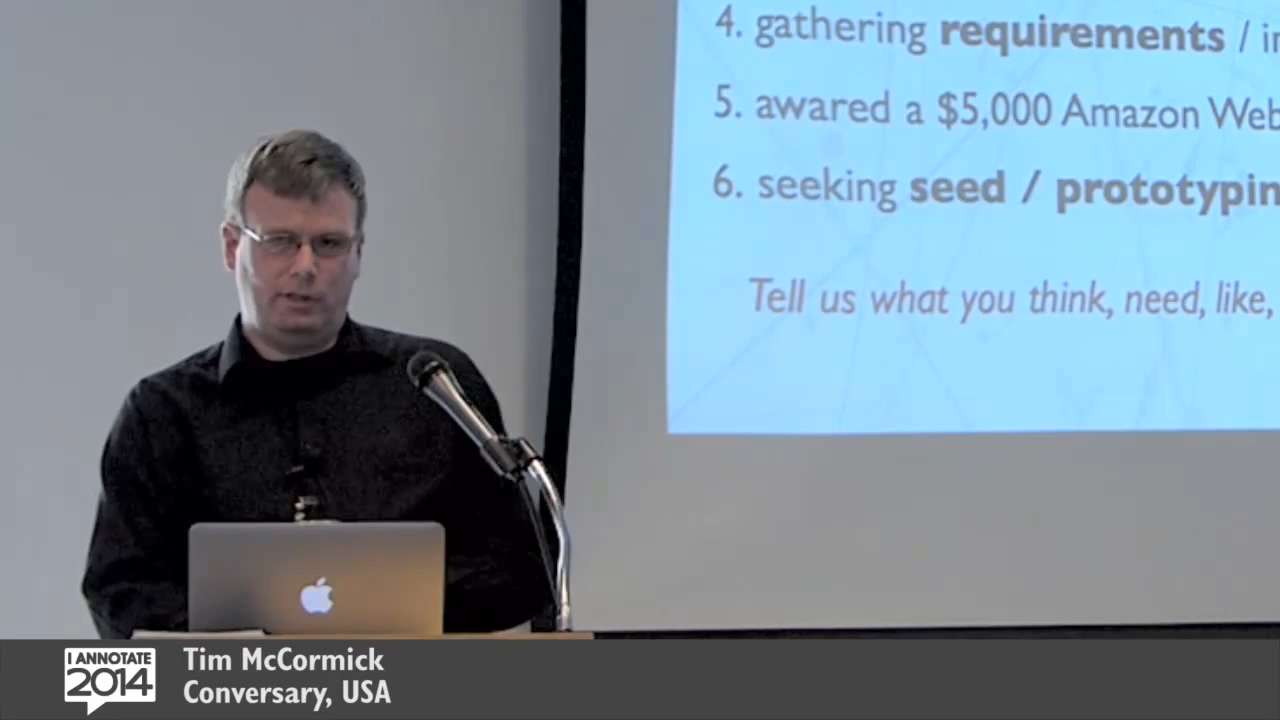 4. gathering requirements / in
5. awared a $5,000 Amazon Web
6. seeking seed / prototypin
Tell us what you think, need, like,
I ANNOTATE
2014
Tim McCormick
Conversary, USA